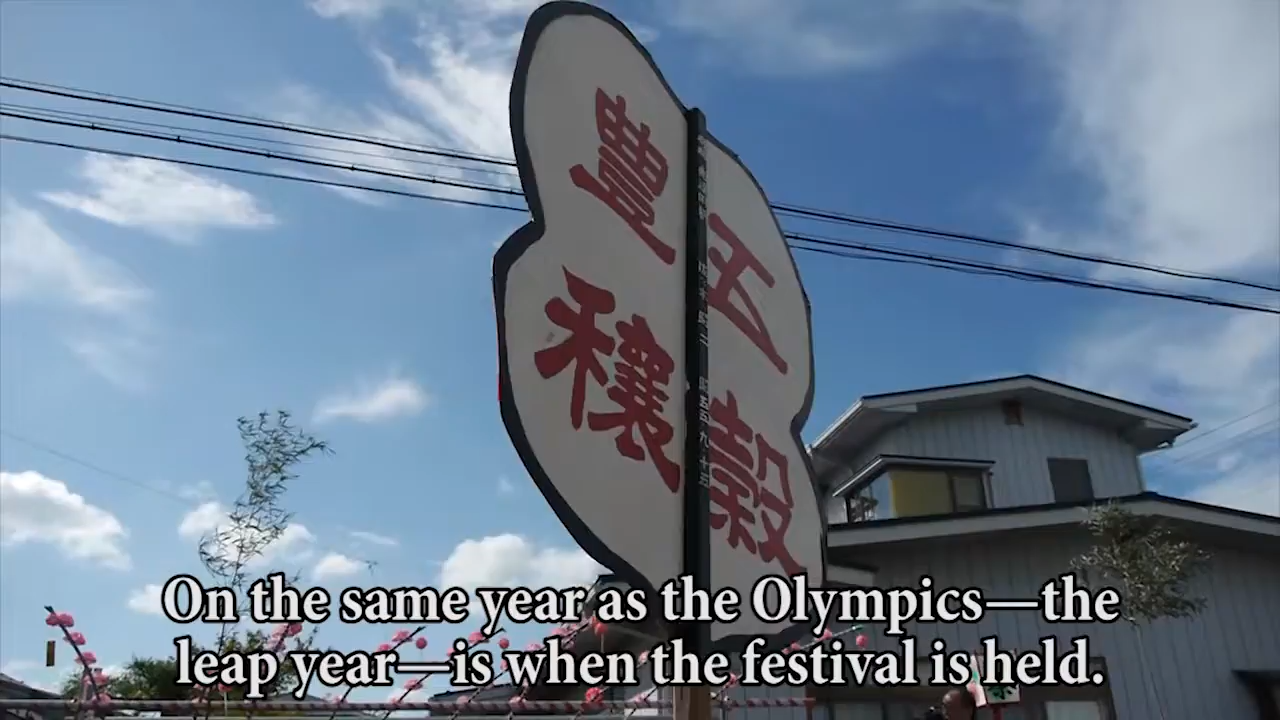 五穀
豊穰
On the same year as the Olympics—the
leap year—is when the festival is held.